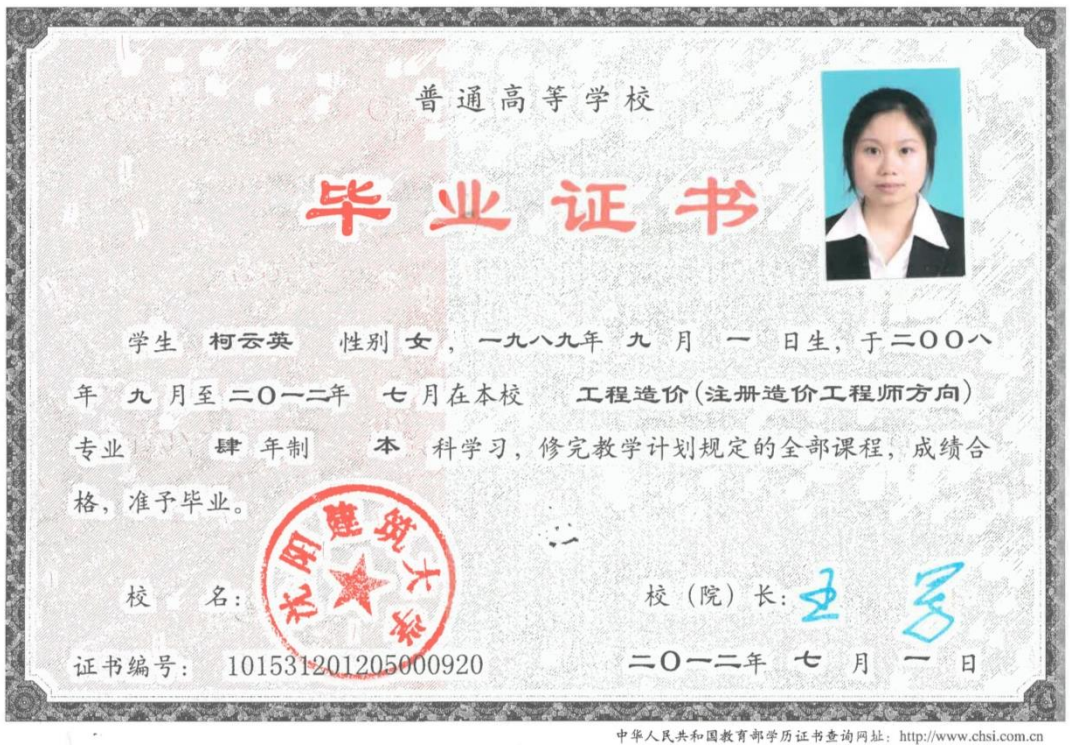 普通高等学校
毕业证书
学生 柯云英 性别 女，一九八九年 九 月 一 日生，于二〇〇八
年 九 月至二〇一二年 七 月在本校 工程造价(注册造价工程师方向)
专业 肆 年制 本 科学习，修完教学计划规定的全部课程，成绩合
格，准予毕业。
沈阳建筑大学
校 名： 校（院）长：
证书编号： 101531201205000920 二〇一二年 七 月 一 日
中华人民共和国教育部学历证书查询网址：http://www.chsi.com.cn